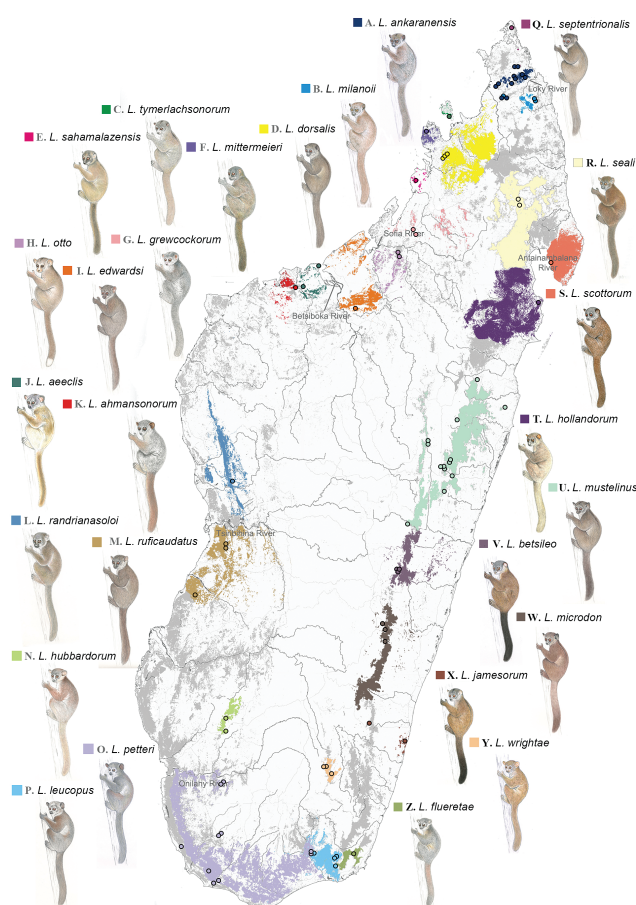 A. L. ankaranensis
Q. L. septentrionalis
B. L. milanoii
Loky River
C. L. tymerlachsonorum
D. L. dorsalis
E. L. sahamalazensis
F. L. mittermeieri
R. L. seali
Sofia River
H. L. otto
G. L. grewcockorum
Antainambalana
River
I. L. edwardsi
S. L. scottorum
Betsiboka River
J. L. aeeclis
K. L. ahmansonorum
T. L. hollandorum
U. L. mustelinus
L. L. randrianasoloi
Tsiribihina River
M. L. ruficaudatus
V. L. betsileo
W. L. microdon
N. L. hubbardorum
X. L. jamesorum
Y. L. wrightae
O. L. petteri
Onilahy River
P. L. leucopus
Z. L. flueretae